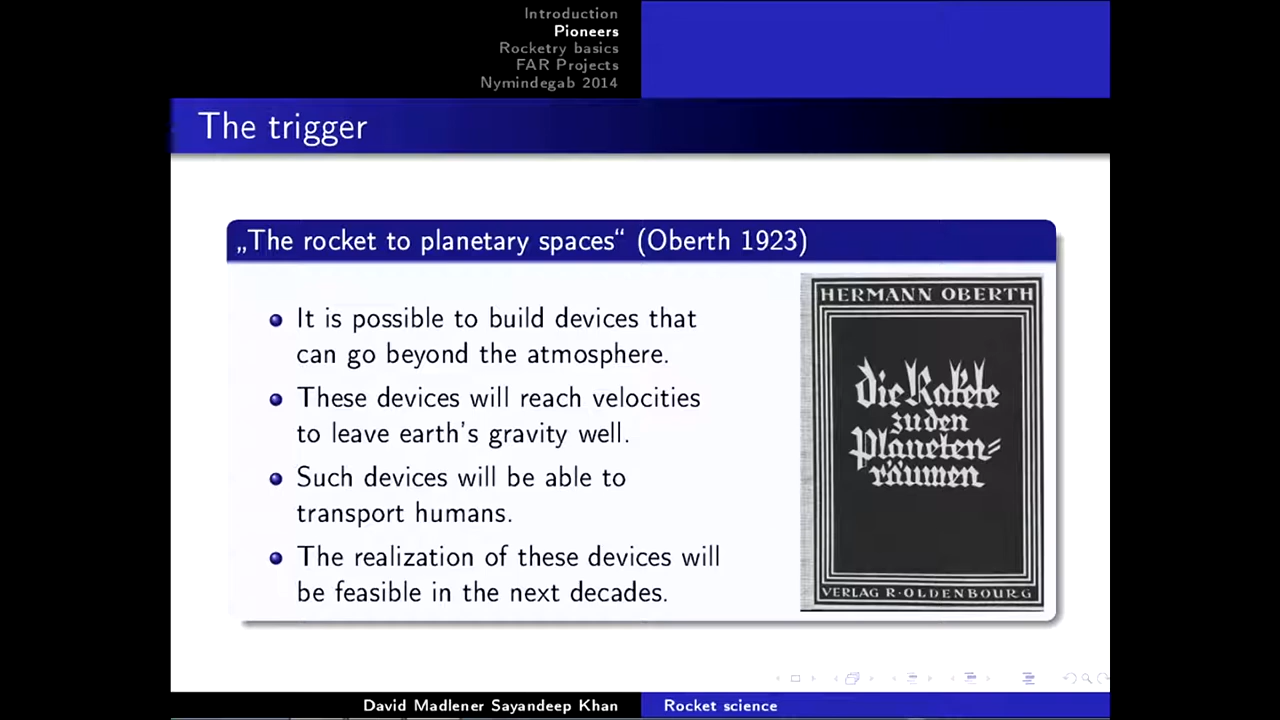 Introduction
Pioneers
Rocketry basics
FAR Projects
Nymindegab 2014
The trigger
„The rocket to planetary spaces“ (Oberth 1923)
It is possible to build devices that
can go beyond the atmosphere.
These devices will reach velocities
to leave earth's gravity well.
Such devices will be able to
transport humans.
The realization of these devices will
be feasible in the next decades.
HERMANN OBERTH
die Rakete
zu den
Planeten=
räumen
VERLAG R·OLDENBOURG
David Madlener Sayandeep Khan
Rocket science